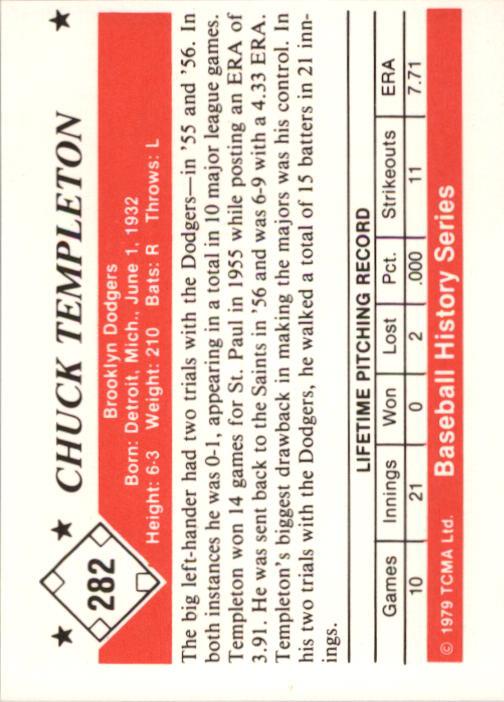 CHUCK TEMPLETON
282
Brooklyn Dodgers
Born: Detroit, Mich., June 1, 1932
Height: 6-3 Weight: 210 Bats: R Throws: L
The big left-hander had two trials with the Dodgers—in '55 and '56. In
both instances he was 0-1, appearing in a total in 10 major league games.
Templeton won 14 games for St. Paul in 1955 while posting an ERA of
3.91. He was sent back to the Saints in '56 and was 6-9 with a 4.33 ERA.
Templeton's biggest drawback in making the majors was his control. In
his two trials with the Dodgers, he walked a total of 15 batters in 21 inn-
ings.
LIFETIME PITCHING RECORD
Games Innings Won Lost Pct. Strikeouts ERA
10 21 0 2 .000 11 7.71
© 1979 TCMA Ltd. Baseball History Series